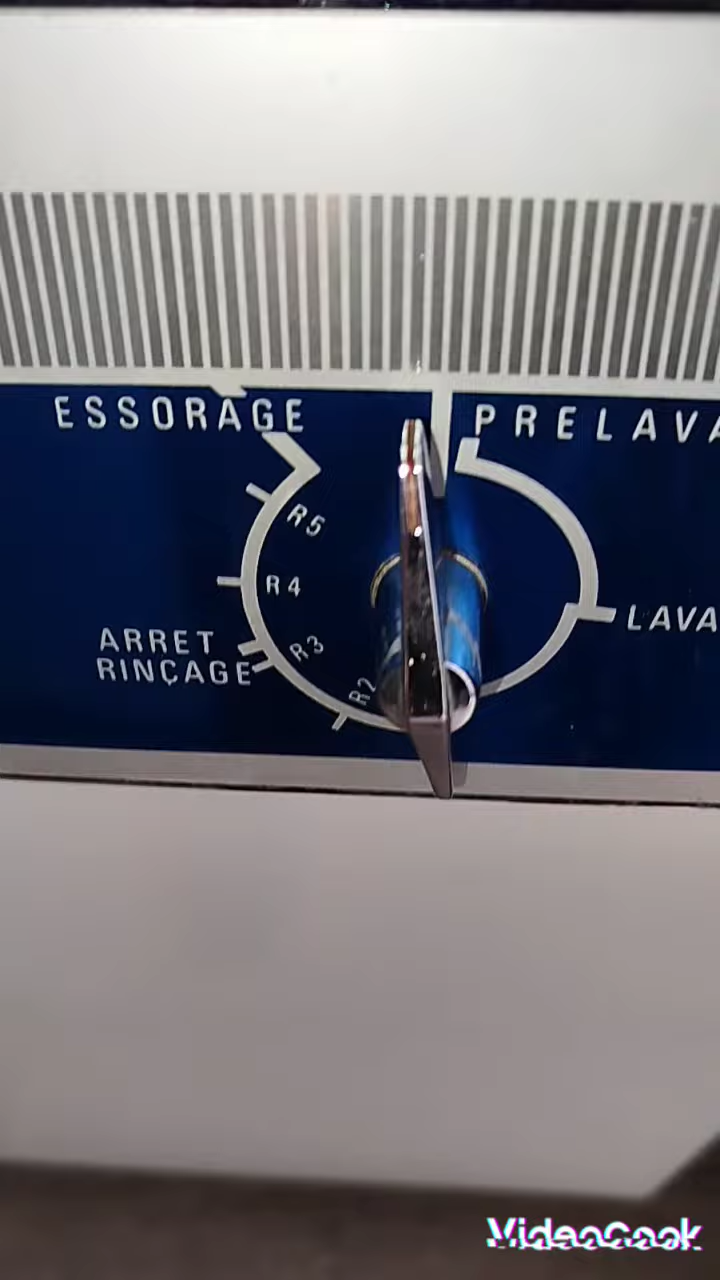 ESSORAGE
PRELAVA
R5
R4
LAVA
ARRET
RINÇAGE
R3
R2
VideoCook